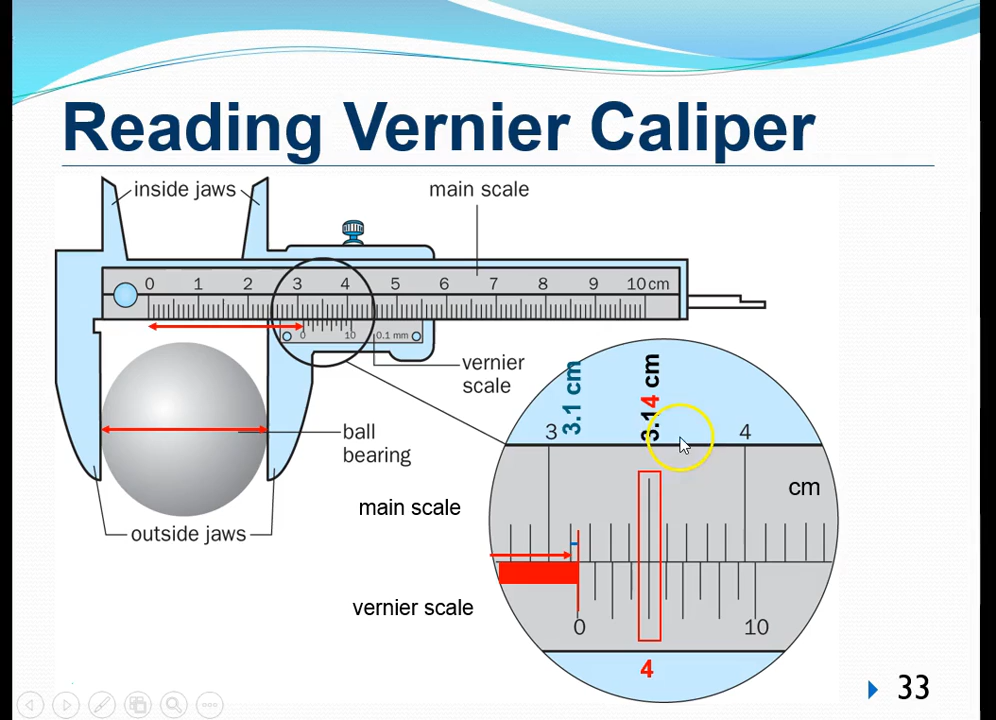 Reading Vernier Caliper
inside jaws
main scale
0 1 2 3 4 5 6 7 8 9 10 cm
0 10 0.1 mm
vernier
scale
ball
bearing
outside jaws
3.1 cm
3.14 cm
3 4
cm
main scale
vernier scale
0 10
4
33